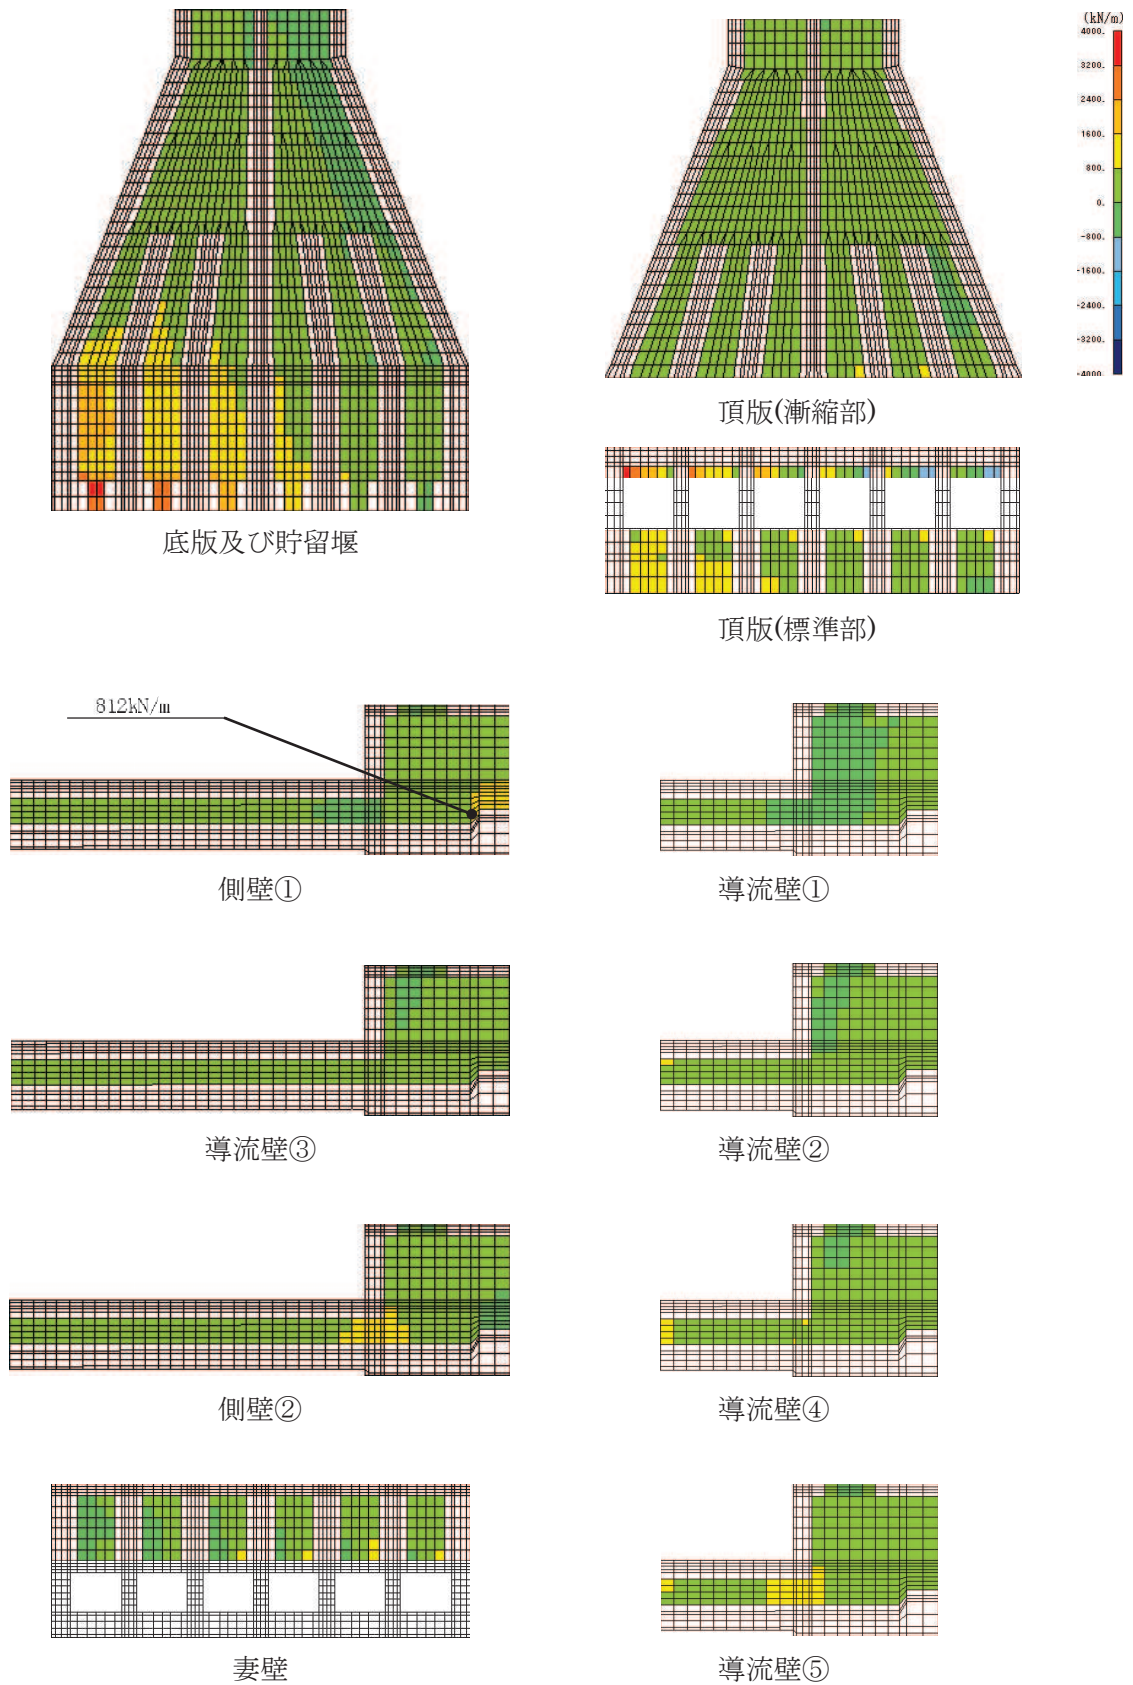 (kN/m)
4000.
3200.
2400.
1600.
800.
0.
-800.
-1600.
-2400.
-3200.
-4000.
頂版(漸縮部)
底版及び貯留堰
頂版(標準部)
812kN/m
側壁①
導流壁①
導流壁③
導流壁②
側壁②
導流壁④
妻壁
導流壁⑤